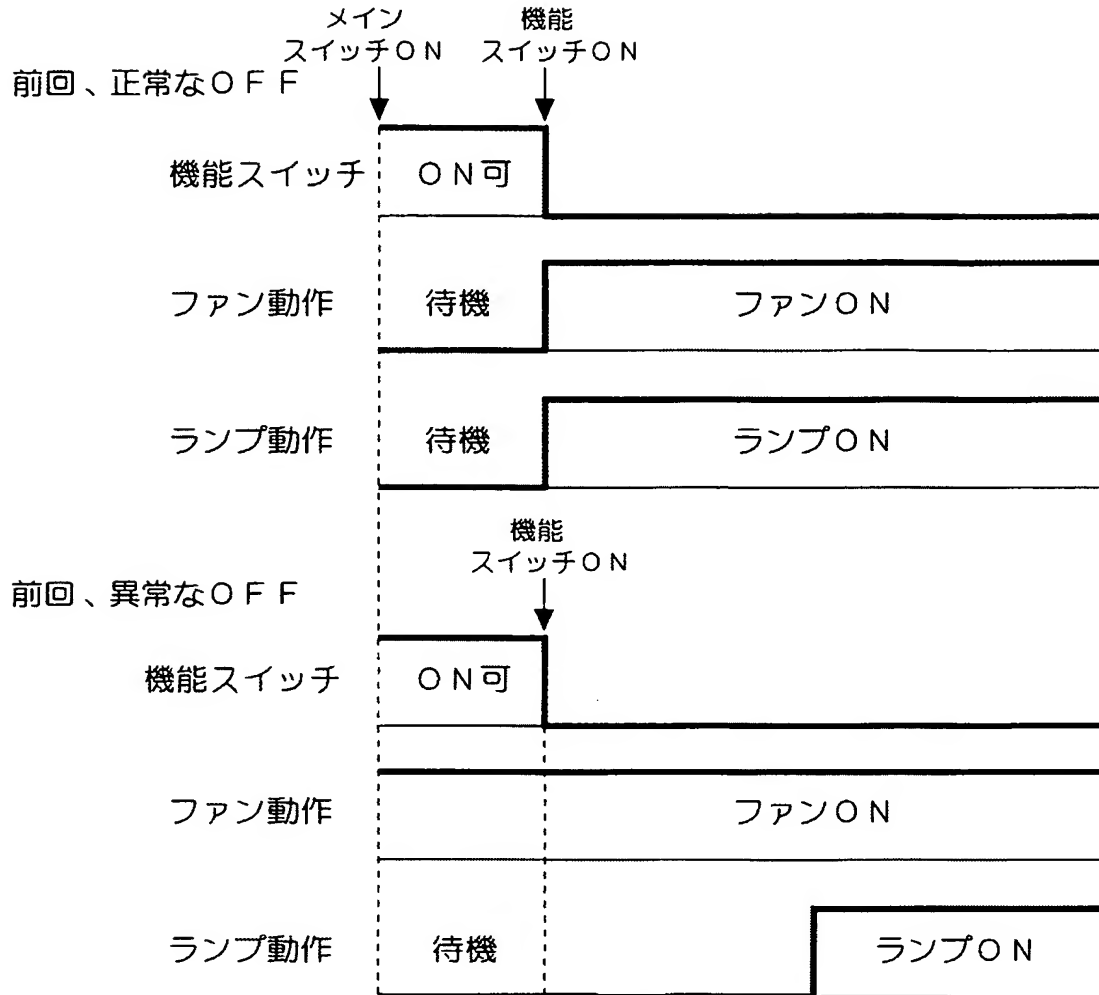 メイン
スイッチON
機能
スイッチON
前回、正常なOFF
機能スイッチ
ON可
ファン動作
待機
ファンON
ランプ動作
待機
ランプON
機能
スイッチON
前回、異常なOFF
機能スイッチ
ON可
ファン動作
ファンON
ランプ動作
待機
ランプON